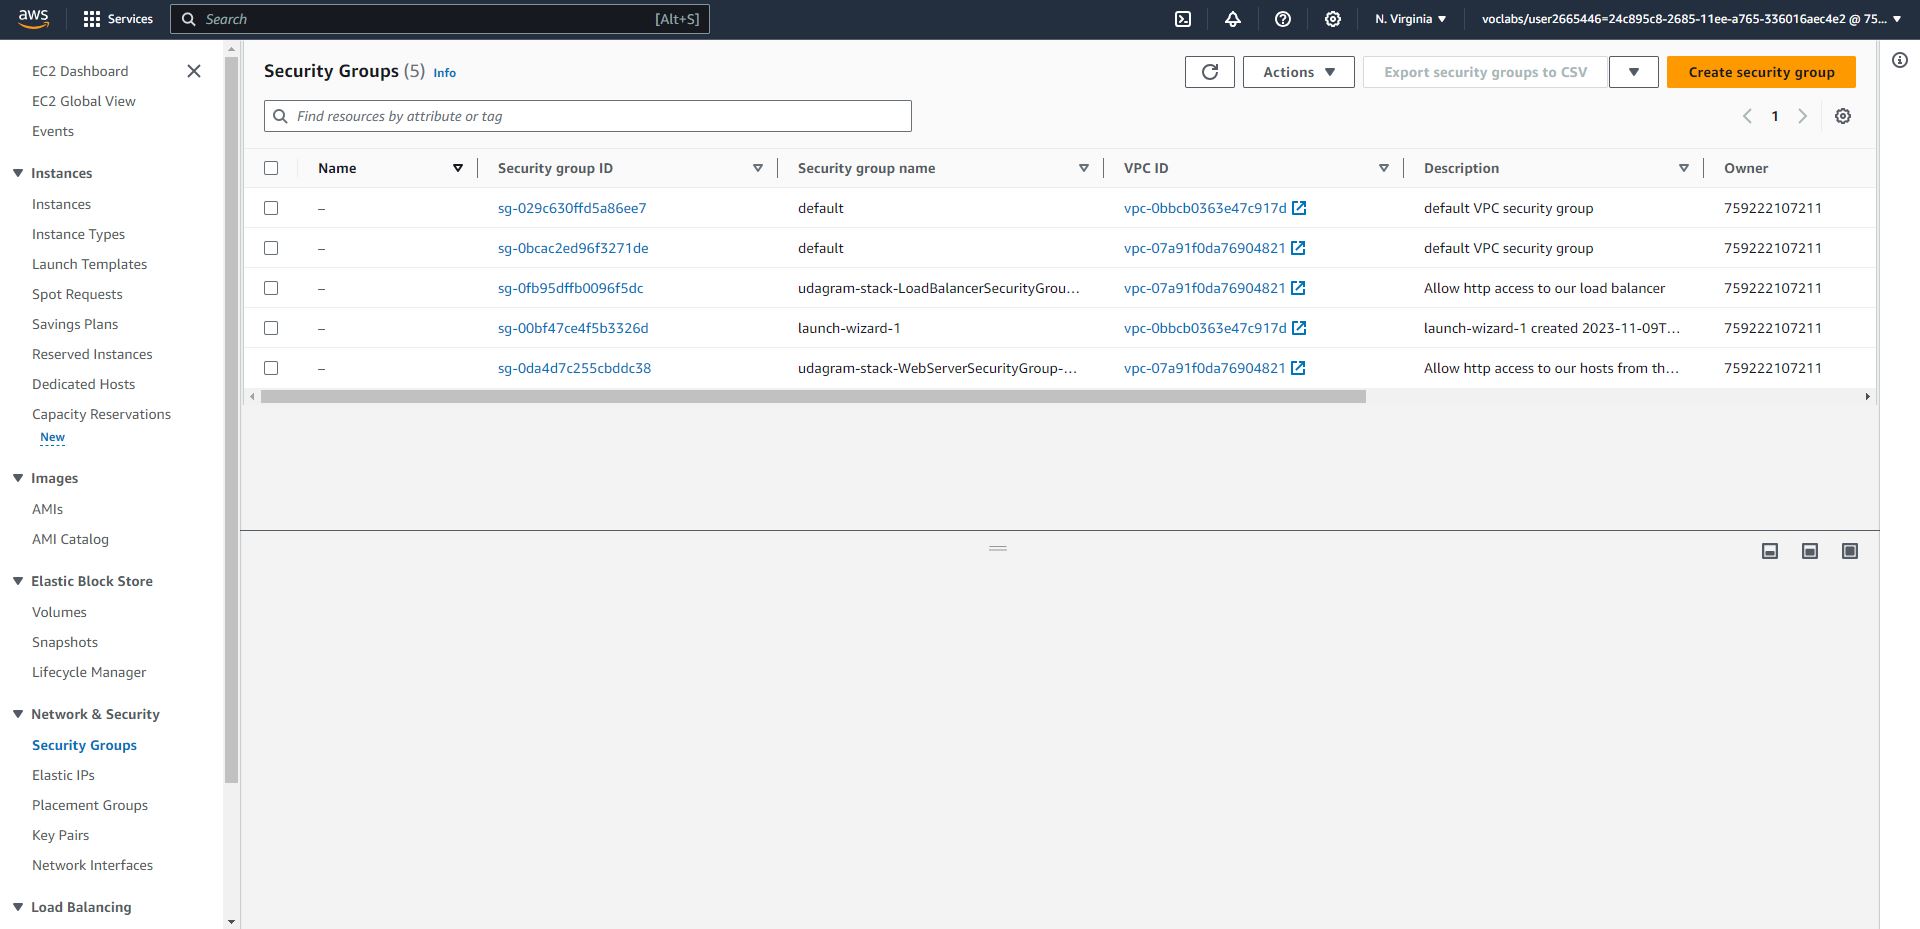 aws Services Search [Alt+S] N. Virginia voclabs/user2665446=24c895c8-2685-11ee-a765-336016aec4e2 @ 75...
EC2 Dashboard
EC2 Global View
Events
Instances
Instances
Instance Types
Launch Templates
Spot Requests
Savings Plans
Reserved Instances
Dedicated Hosts
Capacity Reservations
New
Images
AMIs
AMI Catalog
Elastic Block Store
Volumes
Snapshots
Lifecycle Manager
Network & Security
Security Groups
Elastic IPs
Placement Groups
Key Pairs
Network Interfaces
Load Balancing
Security Groups (5) Info Actions Export security groups to CSV Create security group
Find resources by attribute or tag 1
Name Security group ID Security group name VPC ID Description Owner
– sg-029c630ffd5a86ee7 default vpc-0bbcb0363e47c917d default VPC security group 759222107211
– sg-0bcac2ed96f3271de default vpc-07a91f0da76904821 default VPC security group 759222107211
– sg-0fb95dffb0096f5dc udagram-stack-LoadBalancerSecurityGrou... vpc-07a91f0da76904821 Allow http access to our load balancer 759222107211
– sg-00bf47ce4f5b3326d launch-wizard-1 vpc-0bbcb0363e47c917d launch-wizard-1 created 2023-11-09T... 759222107211
– sg-0da4d7c255cbddc38 udagram-stack-WebServerSecurityGroup-... vpc-07a91f0da76904821 Allow http access to our hosts from th... 759222107211